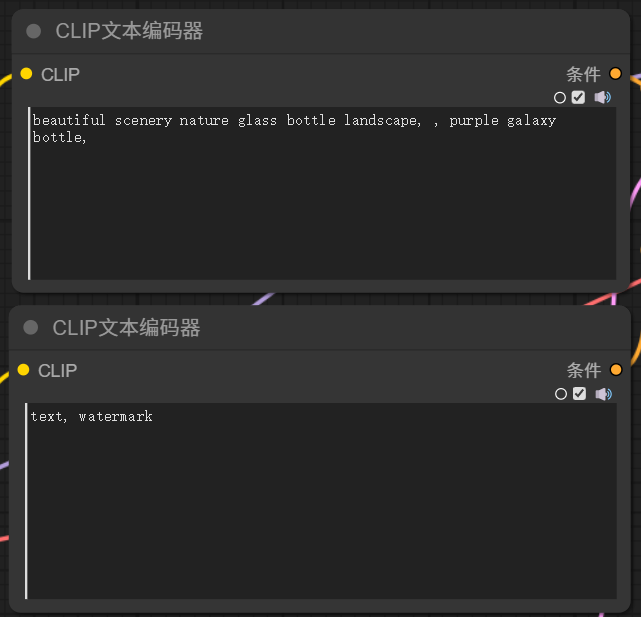 CLIP文本编码器
CLIP
条件
beautiful scenery nature glass bottle landscape, , purple galaxy
bottle,
CLIP文本编码器
CLIP
条件
text, watermark